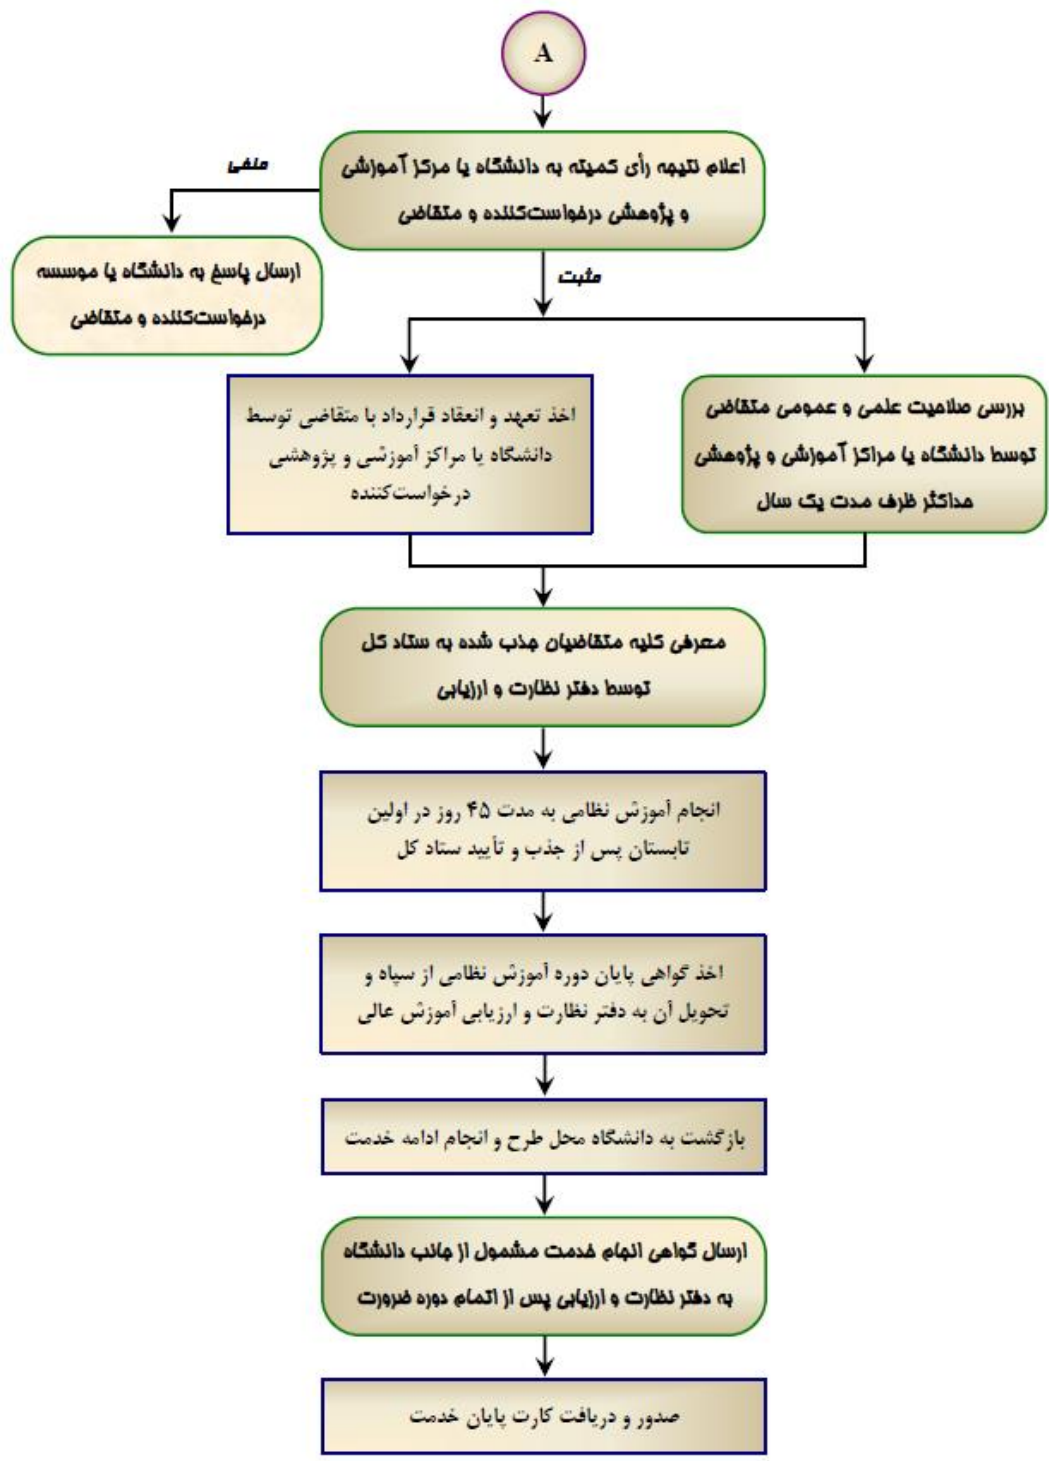 A
اعلام نتیجه رأی کمیته به دانشگاه یا مرکز آموزشی
و پژوهشی درخواست‌کننده و متقاضی
منفی
ارسال پاسخ به دانشگاه یا موسسه
درخواست‌کننده و متقاضی
مثبت
بررسی صلاحیت علمی و عمومی متقاضی
توسط دانشگاه یا مراکز آموزشی و پژوهشی
حداکثر ظرف مدت یک سال
اخذ تعهد و انعقاد قرارداد با متقاضی توسط
دانشگاه یا مراکز آموزشی و پژوهشی
درخواست‌کننده
معرفی کلیه متقاضیان جذب شده به ستاد کل
توسط دفتر نظارت و ارزیابی
انجام آموزش نظامی به مدت ۴۵ روز در اولین
تابستان پس از جذب و تأیید ستاد کل
اخذ گواهی پایان دوره آموزش نظامی از سپاه و
تحویل آن به دفتر نظارت و ارزیابی آموزش عالی
بازگشت به دانشگاه محل طرح و انجام ادامه خدمت
ارسال گواهی انجام خدمت مشمول از جانب دانشگاه
به دفتر نظارت و ارزیابی پس از اتمام دوره ضرورت
صدور و دریافت کارت پایان خدمت